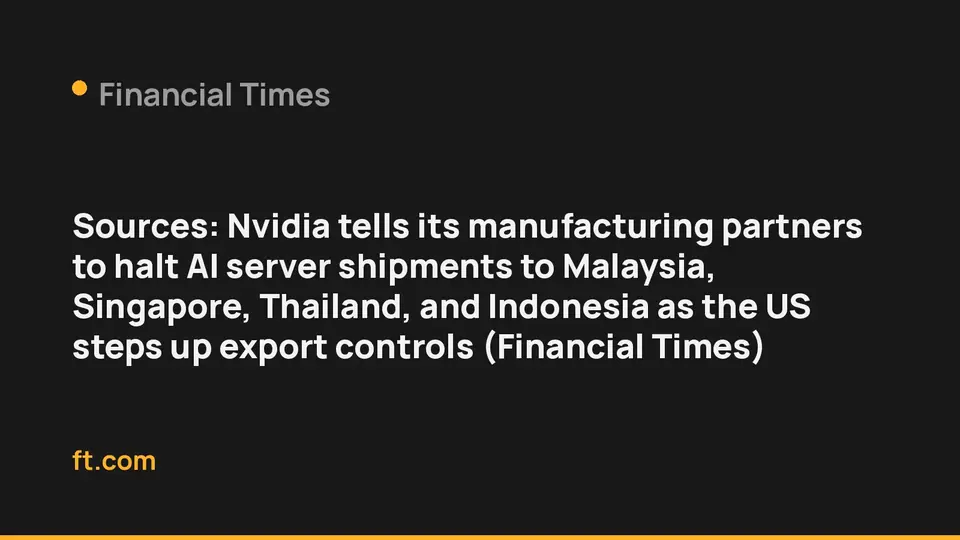 Financial Times
Sources: Nvidia tells its manufacturing partners
to halt AI server shipments to Malaysia,
Singapore, Thailand, and Indonesia as the US
steps up export controls (Financial Times)
ft.com